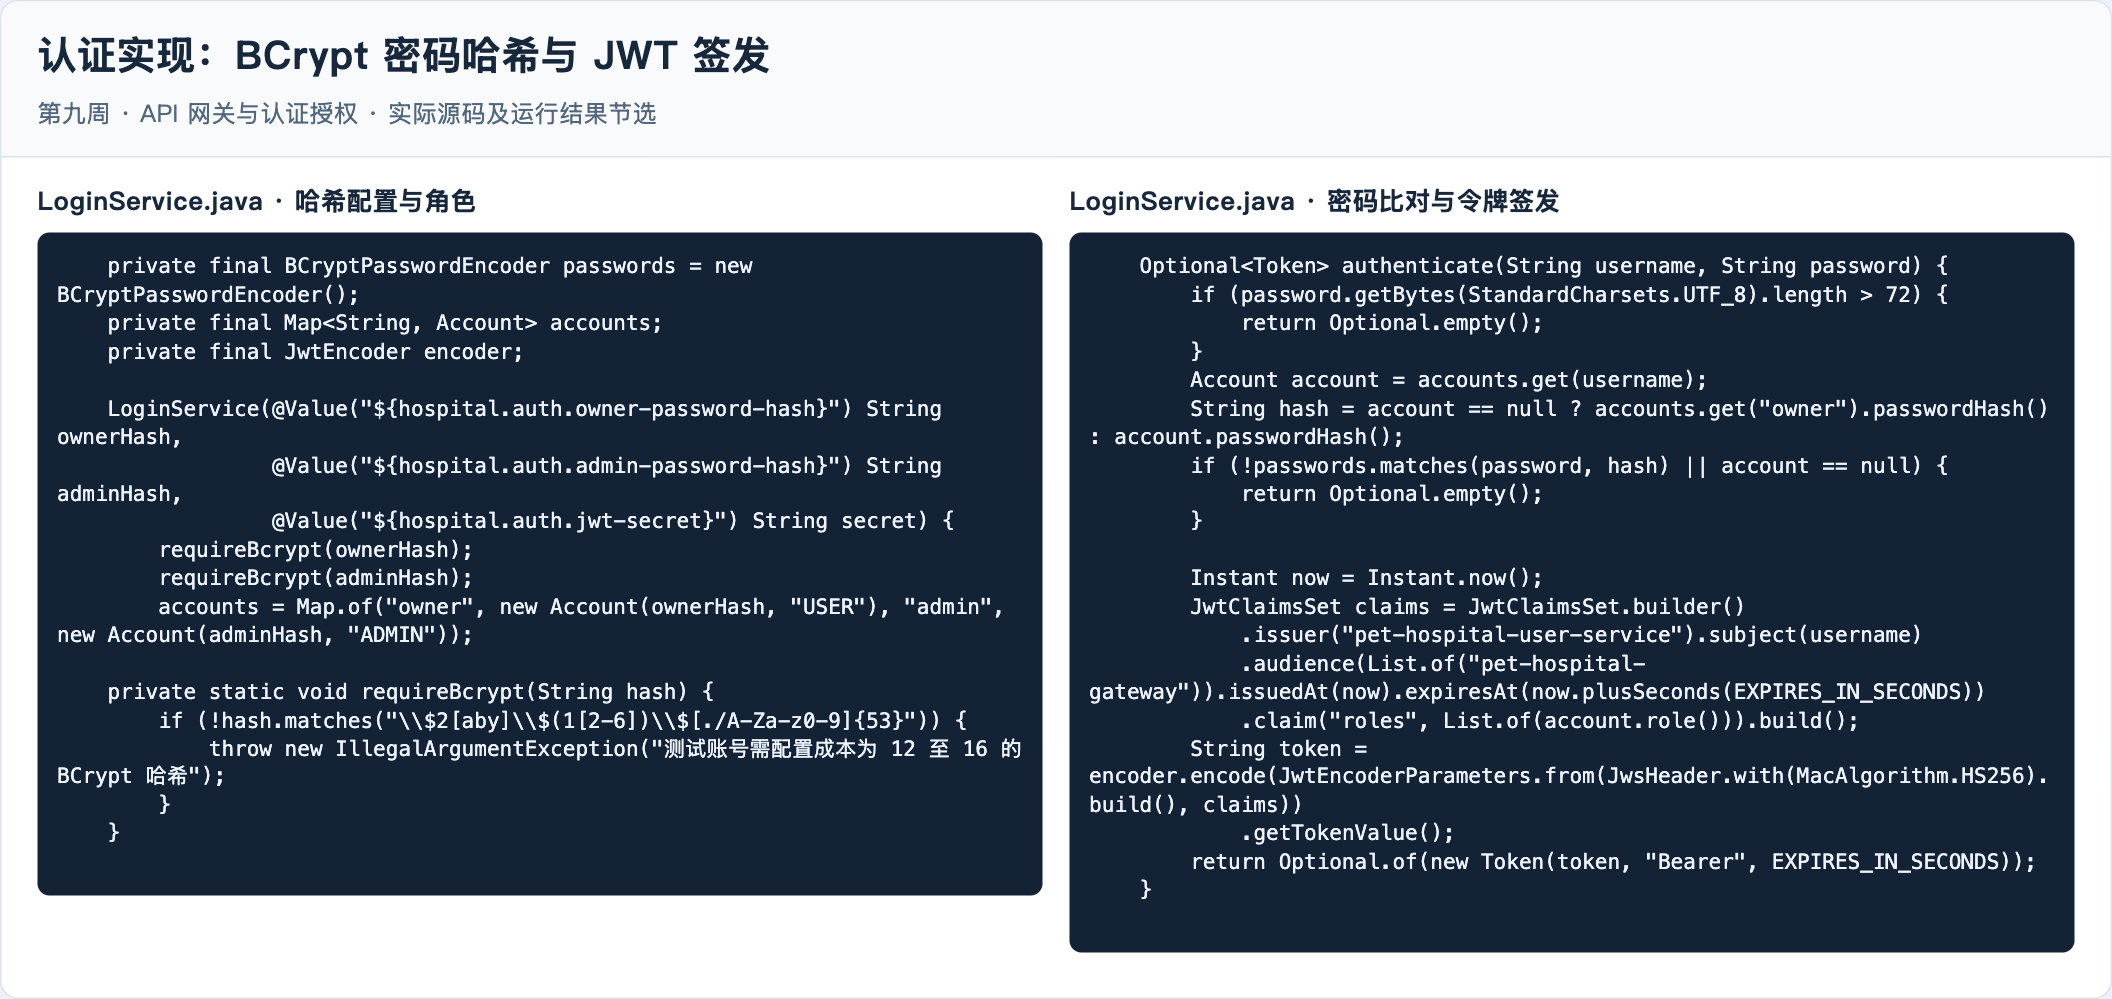 认证实现：BCrypt 密码哈希与 JWT 签发
第九周 · API 网关与认证授权 · 实际源码及运行结果节选
LoginService.java · 哈希配置与角色
    private final BCryptPasswordEncoder passwords = new
BCryptPasswordEncoder();
    private final Map<String, Account> accounts;
    private final JwtEncoder encoder;

    LoginService(@Value("${hospital.auth.owner-password-hash}") String
ownerHash,
                 @Value("${hospital.auth.admin-password-hash}") String
adminHash,
                 @Value("${hospital.auth.jwt-secret}") String secret) {
        requireBcrypt(ownerHash);
        requireBcrypt(adminHash);
        accounts = Map.of("owner", new Account(ownerHash, "USER"), "admin",
new Account(adminHash, "ADMIN"));

    private static void requireBcrypt(String hash) {
        if (!hash.matches("\\$2[aby]\\$(1[2-6])\\$[./A-Za-z0-9]{53}")) {
            throw new IllegalArgumentException("测试账号需配置成本为 12 至 16 的
BCrypt 哈希");
        }
    }
LoginService.java · 密码比对与令牌签发
    Optional<Token> authenticate(String username, String password) {
        if (password.getBytes(StandardCharsets.UTF_8).length > 72) {
            return Optional.empty();
        }
        Account account = accounts.get(username);
        String hash = account == null ? accounts.get("owner").passwordHash()
: account.passwordHash();
        if (!passwords.matches(password, hash) || account == null) {
            return Optional.empty();
        }

        Instant now = Instant.now();
        JwtClaimsSet claims = JwtClaimsSet.builder()
            .issuer("pet-hospital-user-service").subject(username)
            .audience(List.of("pet-hospital-
gateway")).issuedAt(now).expiresAt(now.plusSeconds(EXPIRES_IN_SECONDS))
            .claim("roles", List.of(account.role())).build();
        String token =
encoder.encode(JwtEncoderParameters.from(JwsHeader.with(MacAlgorithm.HS256).
build(), claims))
            .getTokenValue();
        return Optional.of(new Token(token, "Bearer", EXPIRES_IN_SECONDS));
    }